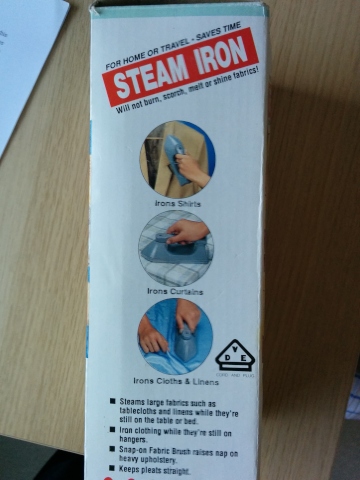 FOR HOME OR TRAVEL • SAVES TIME
STEAM IRON
Will not burn, scorch, melt or shine fabrics!
Irons Shirts
Irons Curtains
Irons Cloths & Linens
V
D E
CORD AND PLUG
■ Steams large fabrics such as
tablecloths and linens while they're
still on the table or bed.
■ Iron clothing while they're still on
hangers.
■ Snap-on Fabric Brush raises nap on
heavy upholstery.
■ Keeps pleats straight.